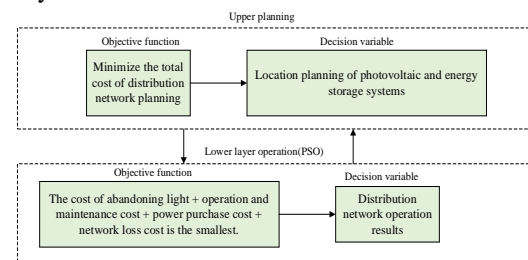 Upper planning
Objective function
Decision variable
Minimize the total
cost of distribution
network planning
Location planning of photovoltaic and energy
storage systems
Lower layer operation(PSO)
Objective function
Decision variable
The cost of abandoning light + operation and
maintenance cost + power purchase cost +
network loss cost is the smallest.
Distribution
network operation
results